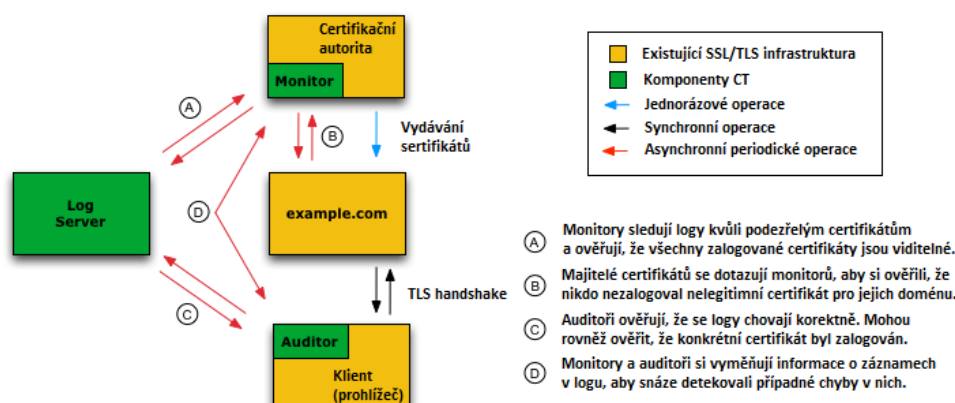 Certifikační
autorita
Monitor
A
B
Vydávání
sertifikátů
Log
Server
D
example.com
C
TLS handshake
Auditor
Klient
(prohlížeč)
Existující SSL/TLS infrastruktura
Komponenty CT
Jednorázové operace
Synchronní operace
Asynchronní periodické operace
A
Monitory sledují logy kvůli podezřelým certifikátům
a ověřují, že všechny zalogované certifikáty jsou viditelné.
B
Majitelé certifikátů se dotazují monitorů, aby si ověřili, že
nikdo nezalogoval nelegitimní certifikát pro jejich doménu.
C
Auditoři ověřují, že se logy chovají korektně. Mohou
rovněž ověřit, že konkrétní certifikát byl zalogován.
D
Monitory a auditoři si vyměňují informace o záznamech
v logu, aby snáze detekovali případné chyby v nich.